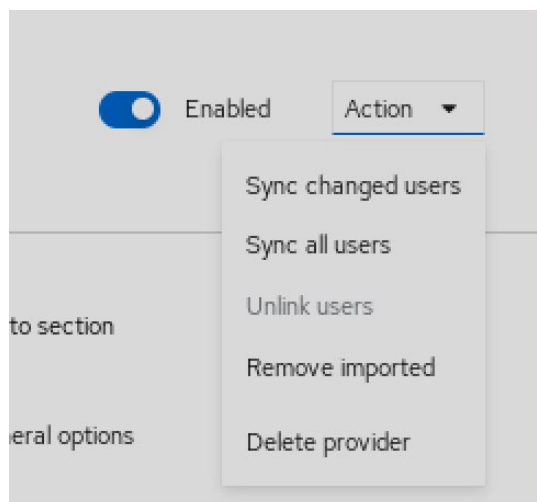 Enabled
Action
Sync changed users
Sync all users
Unlink users
to section
Remove imported
eral options
Delete provider